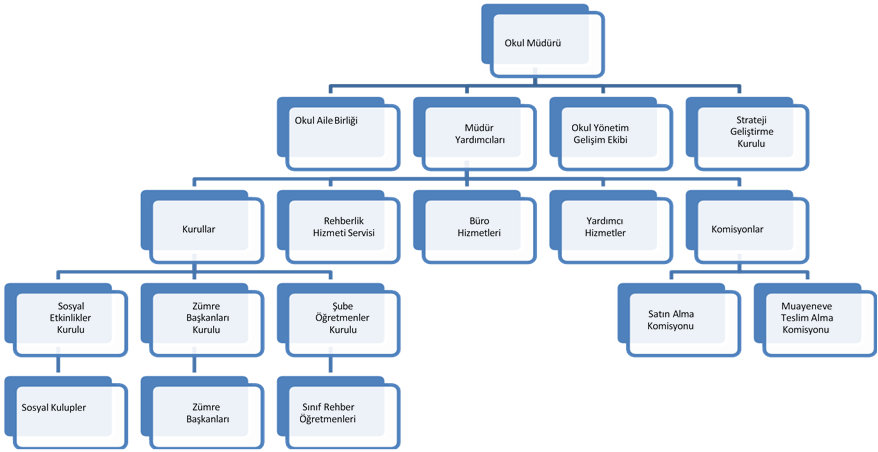 Okul Müdürü
Okul Aile Birliği
Müdür
Yardımcıları
Okul Yönetim
Gelişim Ekibi
Strateji
Geliştirme
Kurulu
Kurullar
Rehberlik
Hizmeti Servisi
Büro
Hizmetleri
Yardımcı
Hizmetler
Komisyonlar
Sosyal
Etkinlikler
Kurulu
Zümre
Başkanları
Kurulu
Şube
Öğretmenler
Kurulu
Satın Alma
Komisyonu
Muayeneve
Teslim Alma
Komisyonu
Sosyal Kulupler
Zümre
Başkanları
Sınıf Rehber
Öğretmenleri